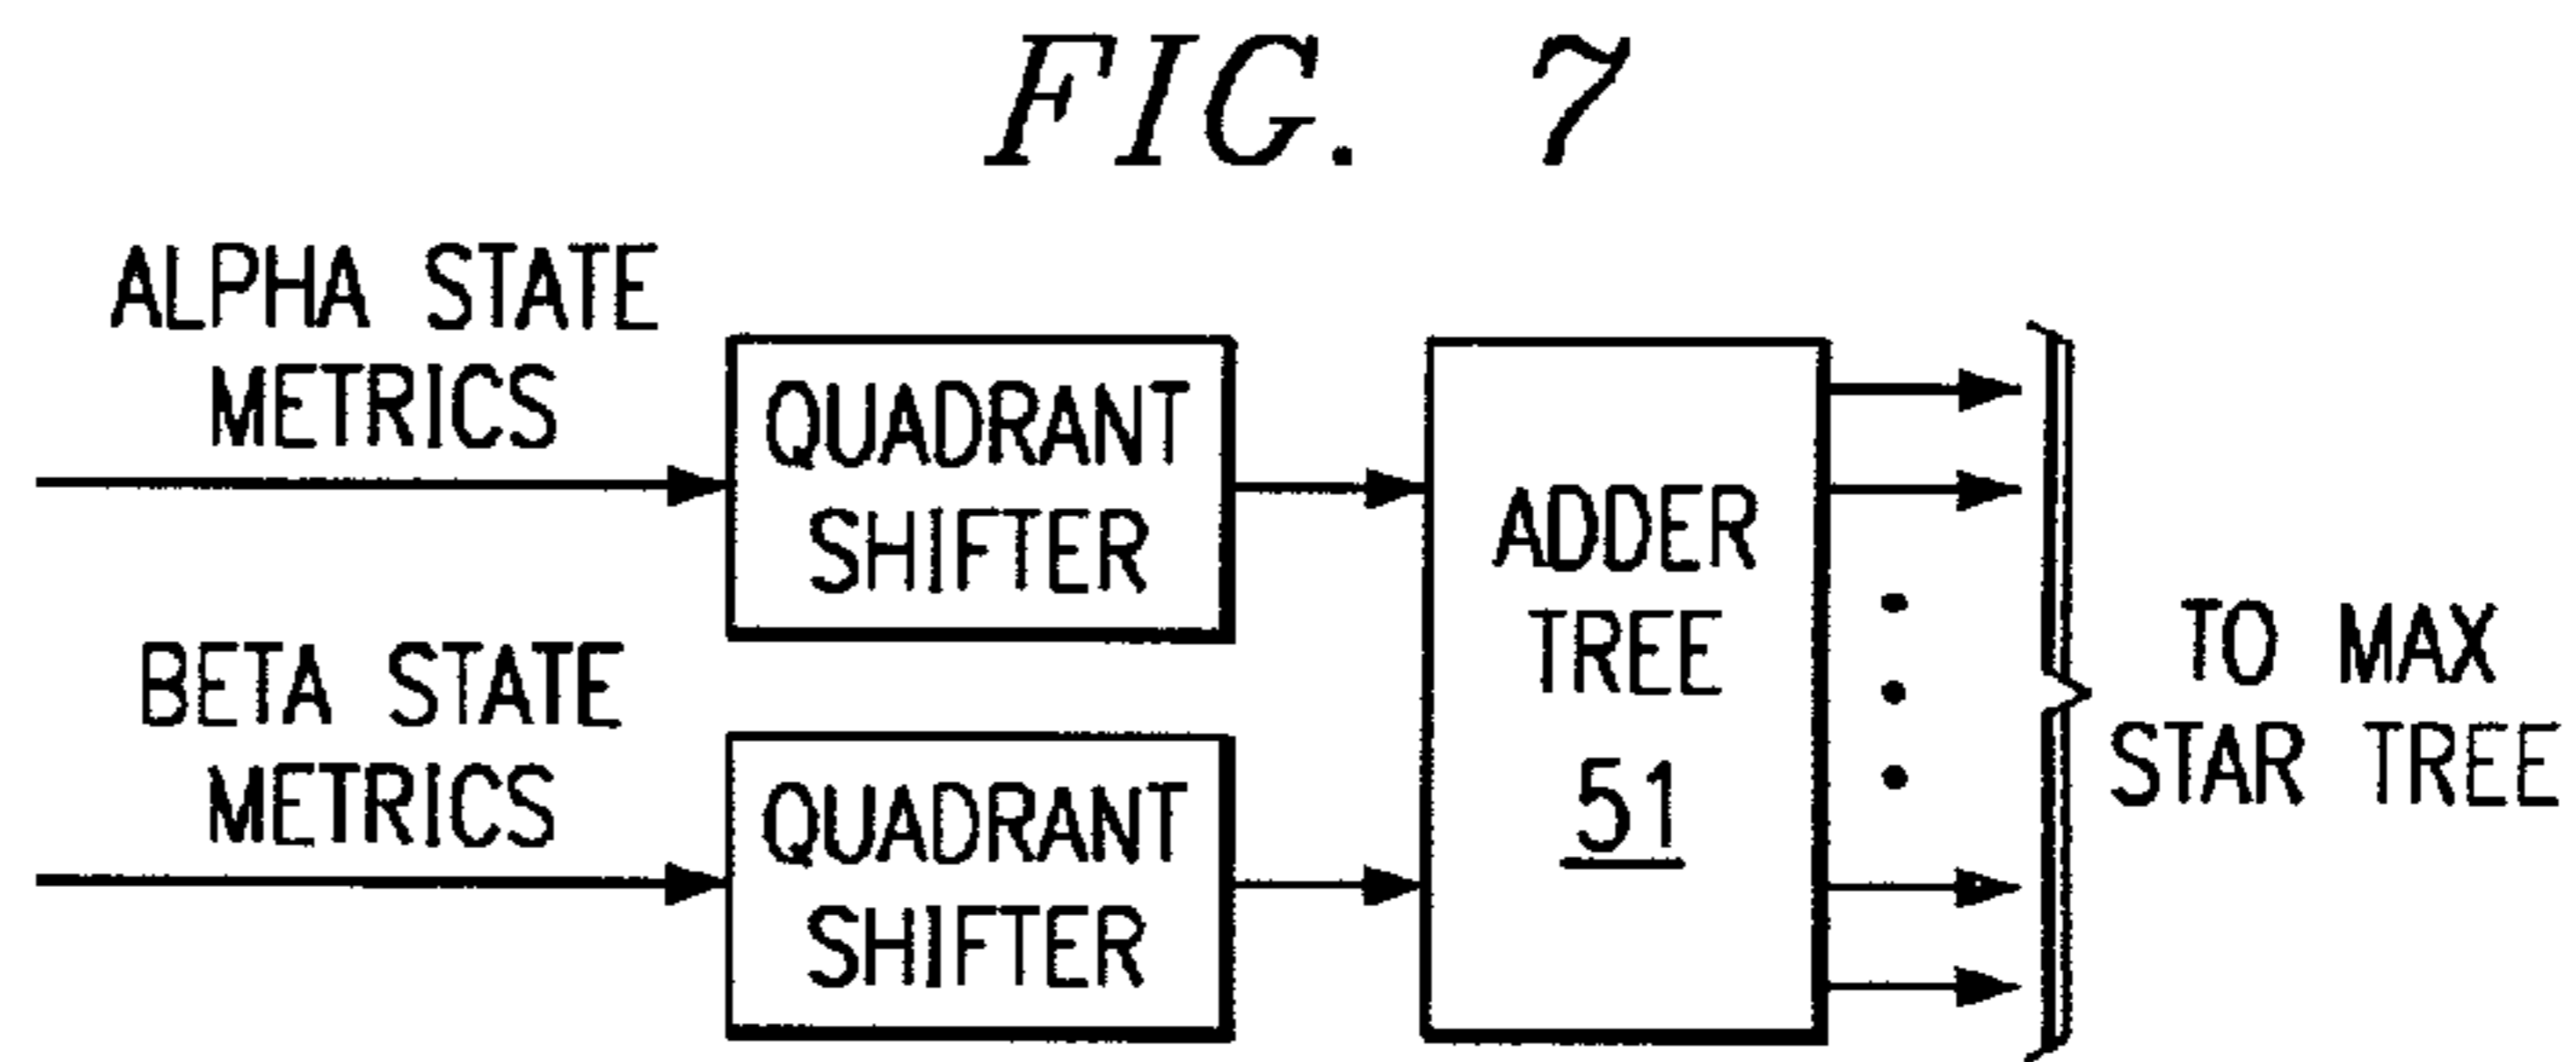 FIG. 7
ALPHA STATE
METRICS
QUADRANT
SHIFTER
BETA STATE
METRICS
QUADRANT
SHIFTER
ADDER
TREE
51
TO MAX
STAR TREE